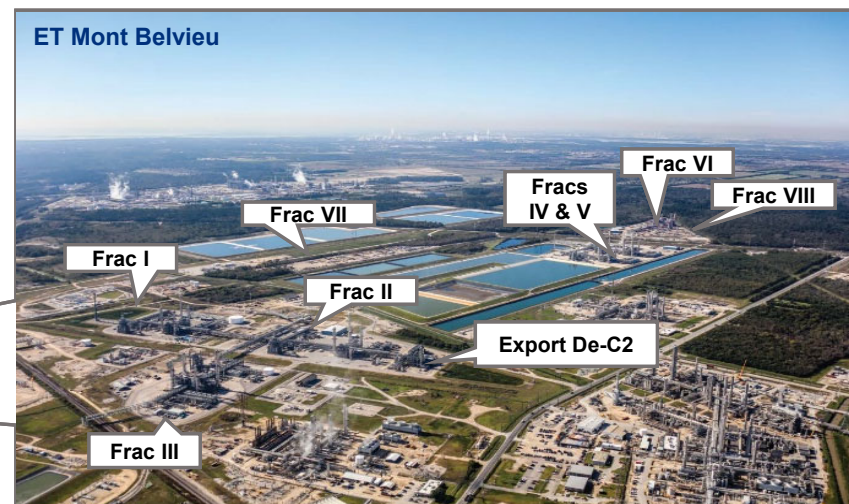 ET Mont Belvieu
Frac VI
Fracs
IV & V
Frac VIII
Frac VII
Frac I
Frac II
Export De-C2
Frac III